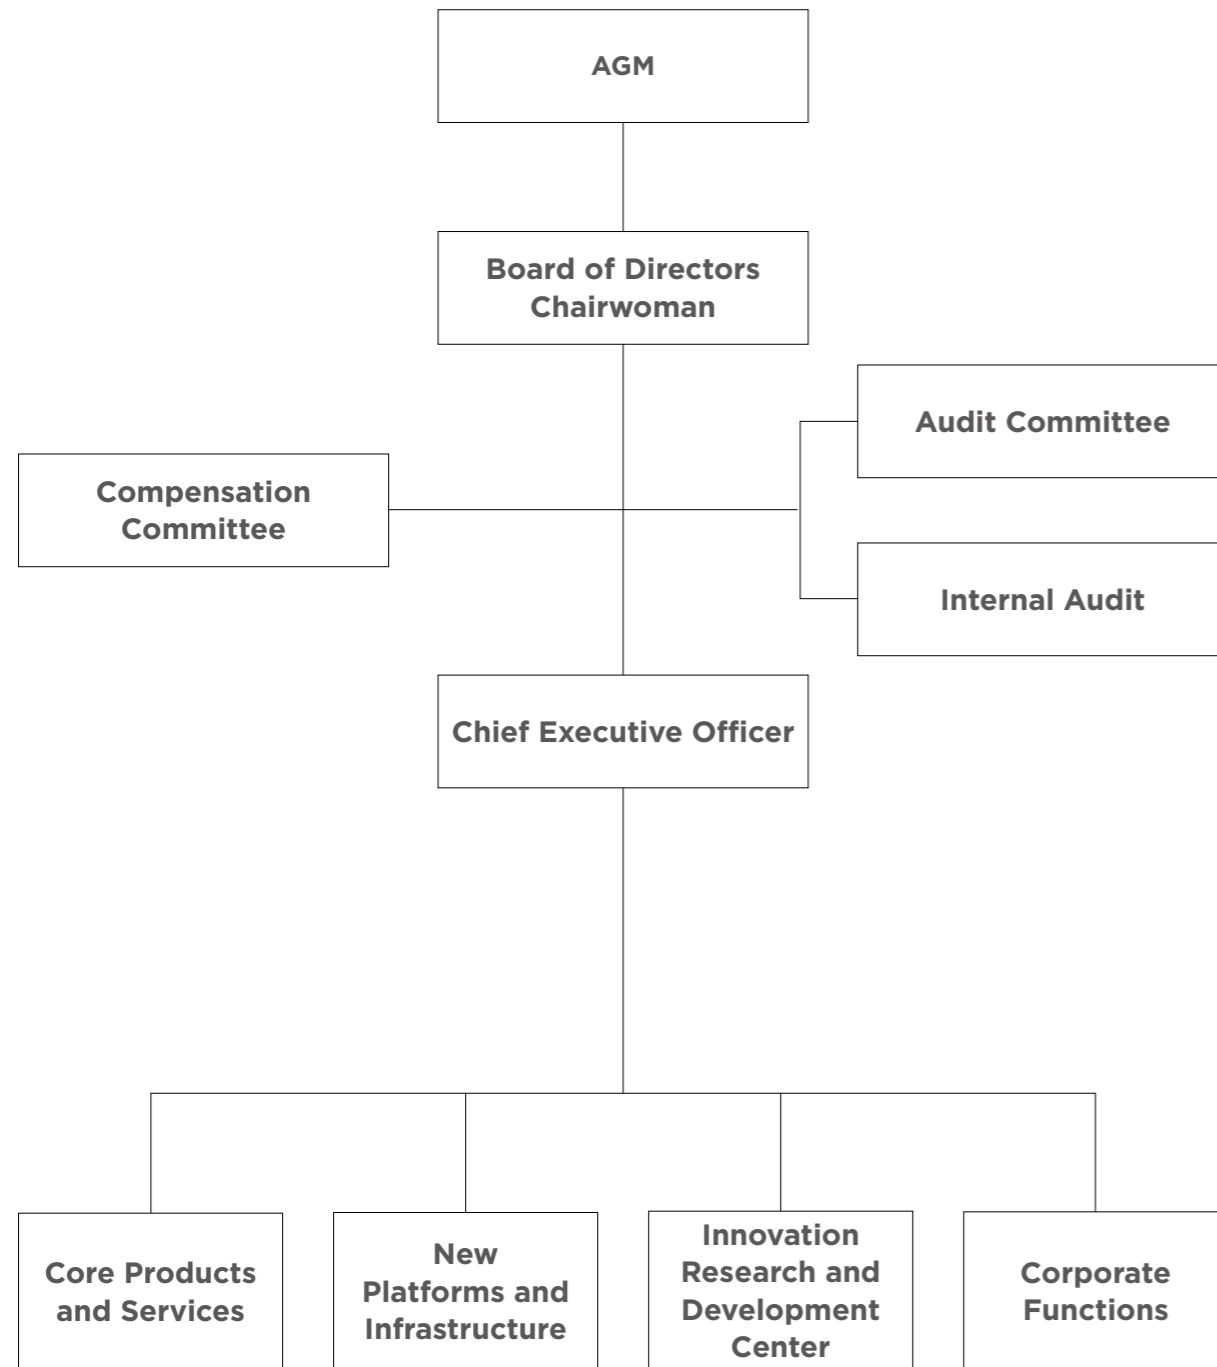 AGM
Board of Directors
Chairwoman
Audit Committee
Compensation
Committee
Internal Audit
Chief Executive Officer
Core Products
and Services
New
Platforms and
Infrastructure
Innovation
Research and
Development
Center
Corporate
Functions